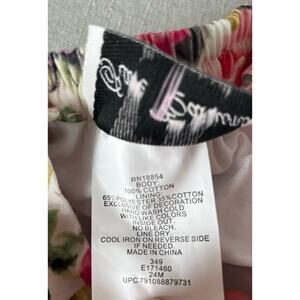 RN18854
BODY:
100% COTTON
LINING:
65% POLYESTER 35% COTTON
EXCLUSIVE OF DECORATION
HAND WASH COLD
WITH LIKE COLORS
INSIDE OUT.
NO BLEACH.
LINE DRY.
COOL IRON ON REVERSE SIDE
IF NEEDED.
MADE IN CHINA
349
E171460
24M
UPC 791088879731